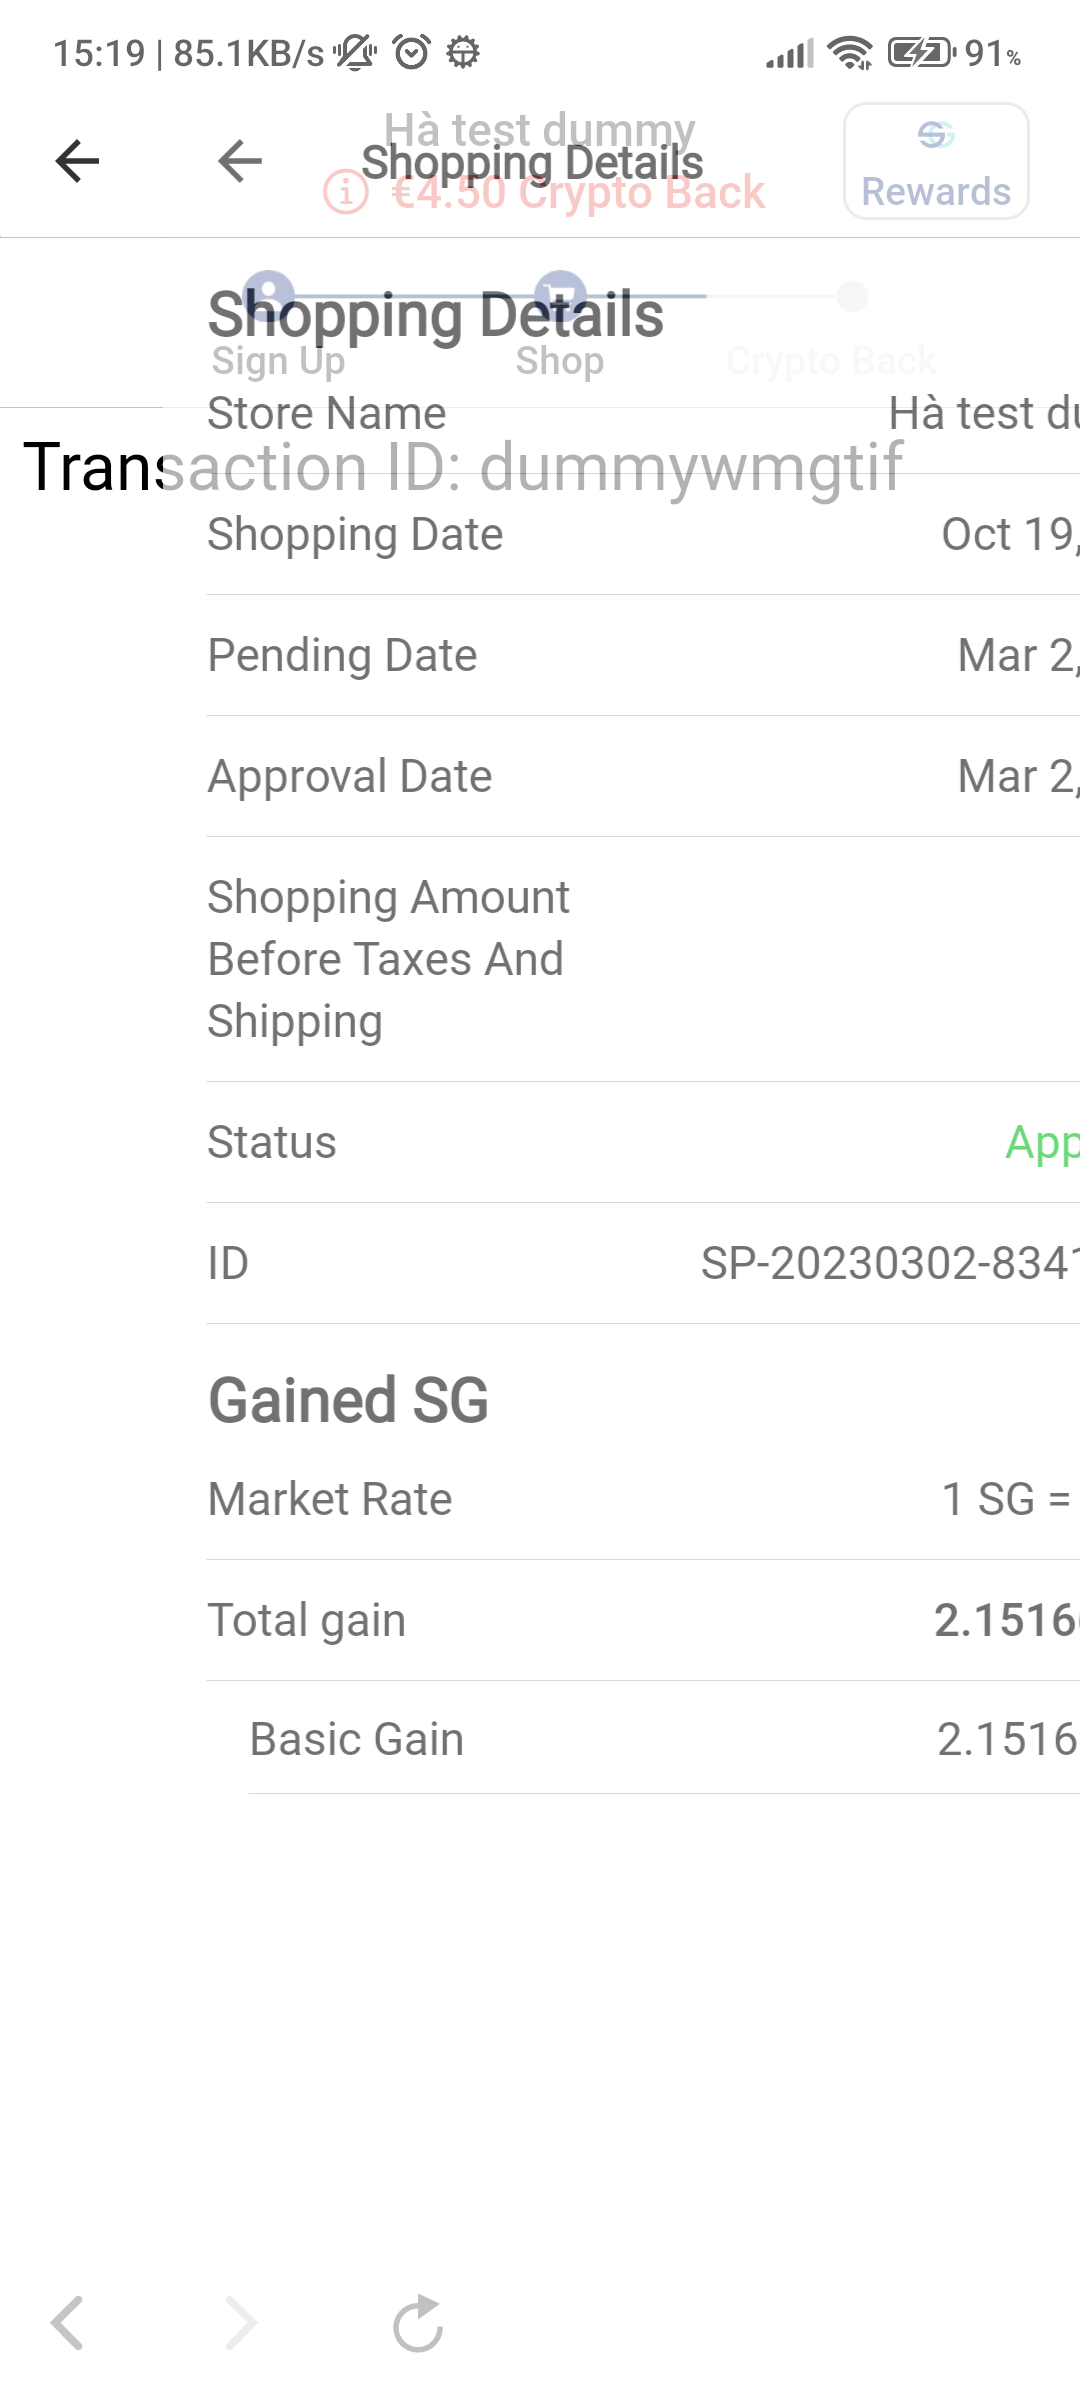 15:19 | 85.1KB/s 91%
Hà test dummy
Shopping Details
€4.50 Crypto Back
Rewards
Shopping Details
Sign Up Shop Crypto Back
Store Name Hà test
Transaction ID: dummywmgtif
Shopping Date Oct 19,
Pending Date Mar 2,
Approval Date Mar 2,
Shopping Amount
Before Taxes And
Shipping
Status App
ID SP-20230302-8341
Gained SG
Market Rate 1 SG =
Total gain 2.1516
Basic Gain 2.1516